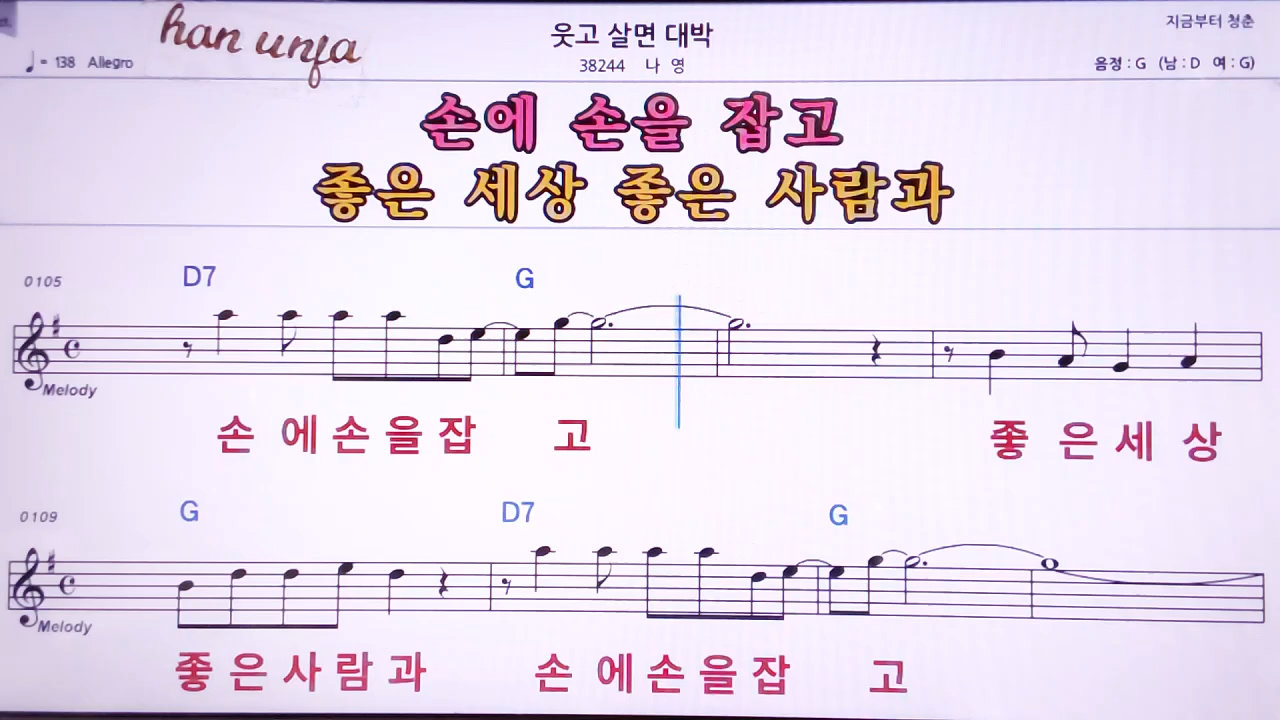 han unja
웃고 살면 대박
지금부터 청춘
♩= 138 Allegro
38244 나 영
음정 : G (남 : D 여 : G)
손에 손을 잡고
좋은 세상 좋은 사람과
0105
D7 G
Melody
손 에 손 을 잡 고 좋 은 세 상
0109
G D7 G
Melody
좋 은 사 람 과 손 에 손 을 잡 고